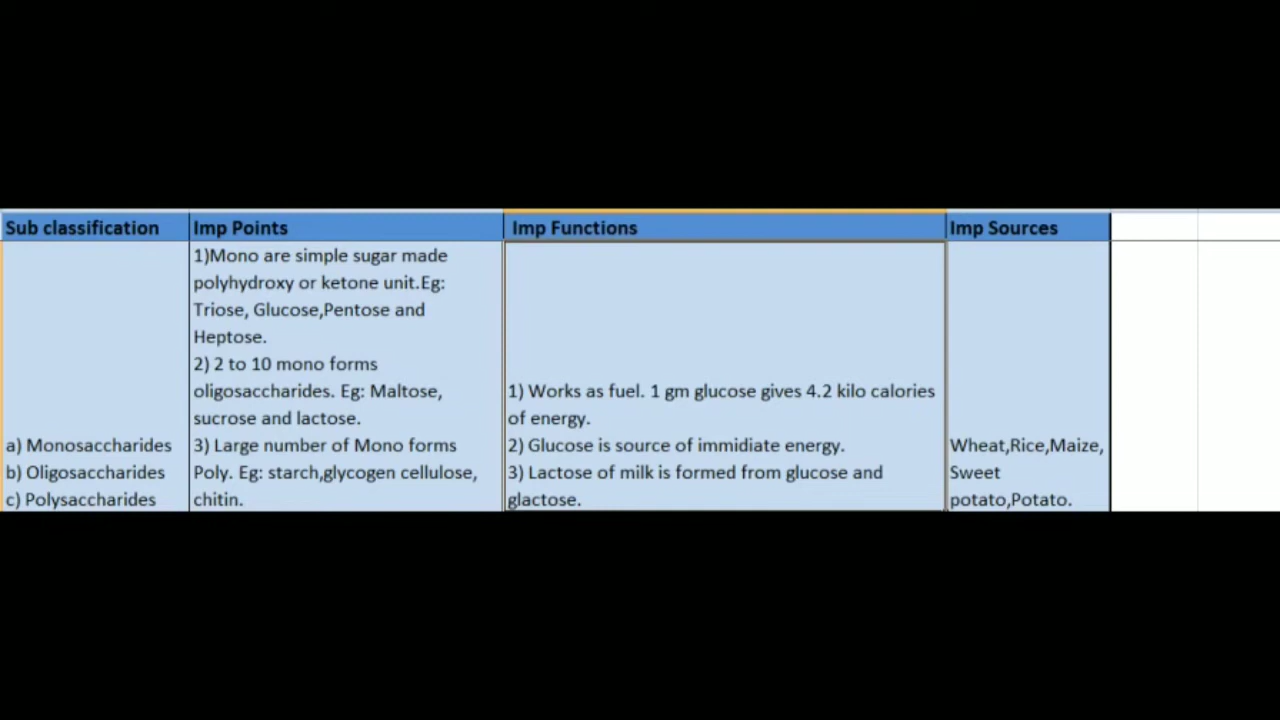 Sub classification
Imp Points
Imp Functions
Imp Sources
a) Monosaccharides
b) Oligosaccharides
c) Polysaccharides
1)Mono are simple sugar made
polyhydroxy or ketone unit.Eg:
Triose, Glucose,Pentose and
Heptose.
2) 2 to 10 mono forms
oligosaccharides. Eg: Maltose,
sucrose and lactose.
3) Large number of Mono forms
Poly. Eg: starch,glycogen cellulose,
chitin.
1) Works as fuel. 1 gm glucose gives 4.2 kilo calories
of energy.
2) Glucose is source of immidiate energy.
3) Lactose of milk is formed from glucose and
glactose.
Wheat,Rice,Maize,
Sweet
potato,Potato.